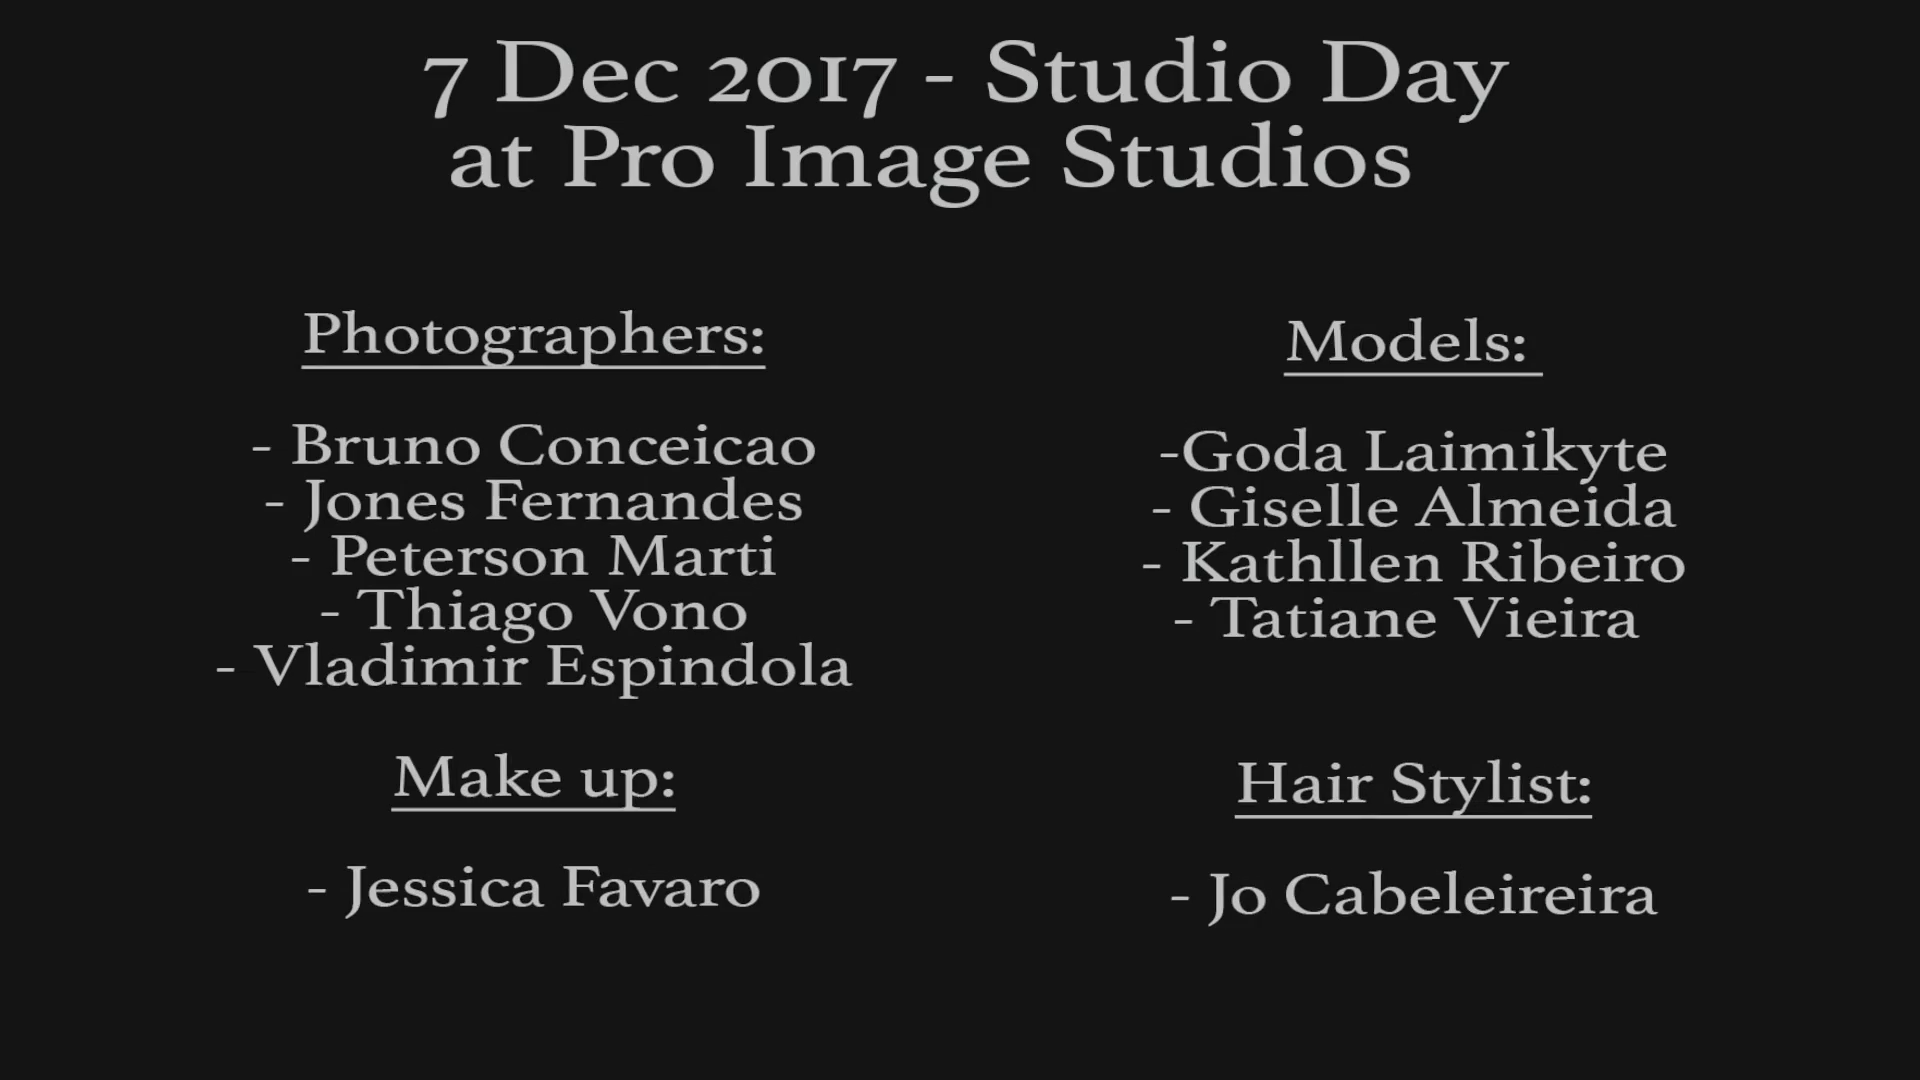 7 Dec 2017 - Studio Day
at Pro Image Studios
Photographers:
- Bruno Conceicao
- Jones Fernandes
- Peterson Marti
- Thiago Vono
- Vladimir Espindola
Models:
-Goda Laimikyte
- Giselle Almeida
- Kathllen Ribeiro
- Tatiane Vieira
Make up:
- Jessica Favaro
Hair Stylist:
- Jo Cabeleireira